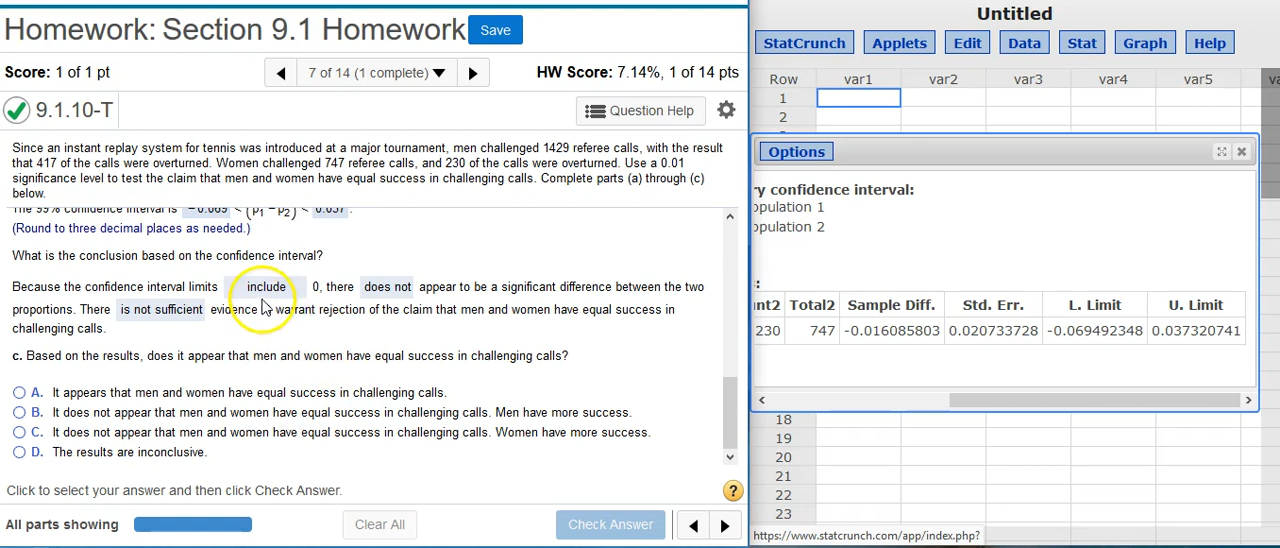 Homework: Section 9.1 Homework Save
Score: 1 of 1 pt
7 of 14 (1 complete)
HW Score: 7.14%, 1 of 14 pts
9.1.10-T
Question Help
Since an instant replay system for tennis was introduced at a major tournament, men challenged 1429 referee calls, with the result
that 417 of the calls were overturned. Women challenged 747 referee calls, and 230 of the calls were overturned. Use a 0.01
significance level to test the claim that men and women have equal success in challenging calls. Complete parts (a) through (c)
below.
The 99% confidence interval is −0.069 < (p1 − p2) < 0.037.
(Round to three decimal places as needed.)
What is the conclusion based on the confidence interval?
Because the confidence interval limits include 0, there does not appear to be a significant difference between the two
proportions. There is not sufficient evidence to warrant rejection of the claim that men and women have equal success in
challenging calls.
c. Based on the results, does it appear that men and women have equal success in challenging calls?
A. It appears that men and women have equal success in challenging calls.
B. It does not appear that men and women have equal success in challenging calls. Men have more success.
C. It does not appear that men and women have equal success in challenging calls. Women have more success.
D. The results are inconclusive.
Click to select your answer and then click Check Answer.
?
All parts showing
Clear All
Check Answer
Untitled
StatCrunch Applets Edit Data Stat Graph Help
Row var1 var2 var3 var4 var5 va
1
2
Options
ry confidence interval:
opulation 1
opulation 2
:
nt2 Total2 Sample Diff. Std. Err. L. Limit U. Limit
230 747 -0.016085803 0.020733728 -0.069492348 0.037320741
18
19
20
21
22
23
https://www.statcrunch.com/app/index.php?